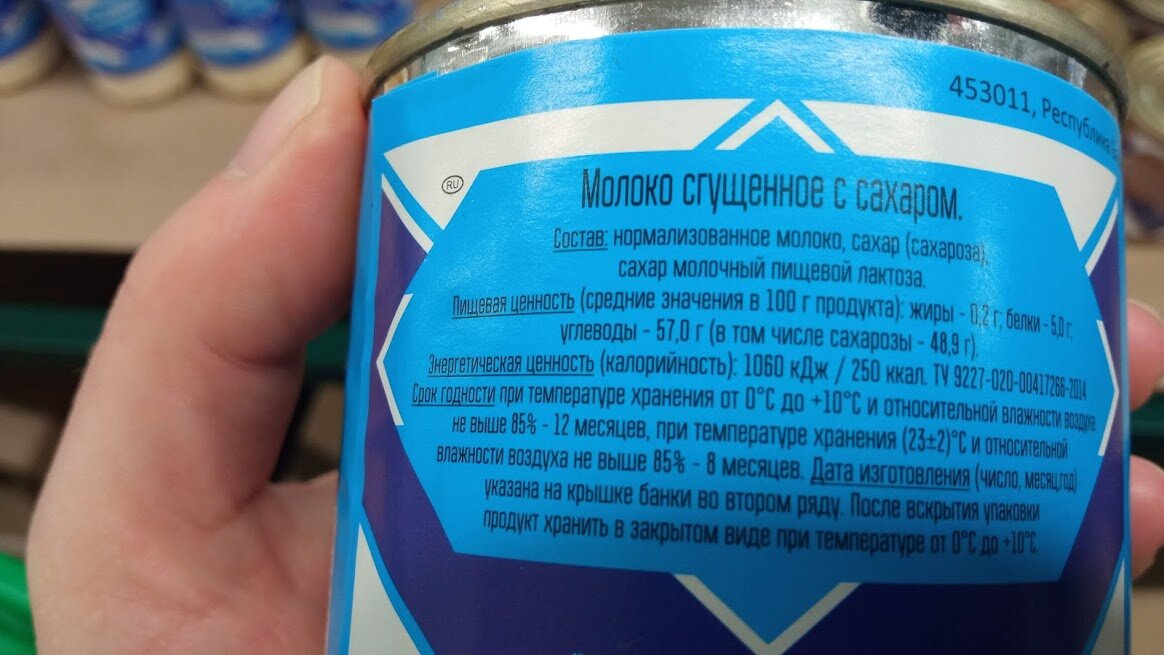 453011, Республика
RU
Молоко сгущенное с сахаром.
Состав: нормализованное молоко, сахар (сахароза),
сахар молочный пищевой лактоза.
Пищевая ценность (средние значения в 100 г продукта): жиры - 0,2 г, белки - 5,0 г,
углеводы - 57,0 г (в том числе сахарозы - 48,9 г).
Энергетическая ценность (калорийность): 1060 кДж / 250 ккал. ТУ 9227-020-00417266-2014
Срок годности при температуре хранения от 0°С до +10°С и относительной влажности воздуха
не выше 85% - 12 месяцев, при температуре хранения (23±2)°С и относительной
влажности воздуха не выше 85% - 8 месяцев. Дата изготовления (число, месяц,год)
указана на крышке банки во втором ряду. После вскрытия упаковки
продукт хранить в закрытом виде при температуре от 0°С до +10°С.